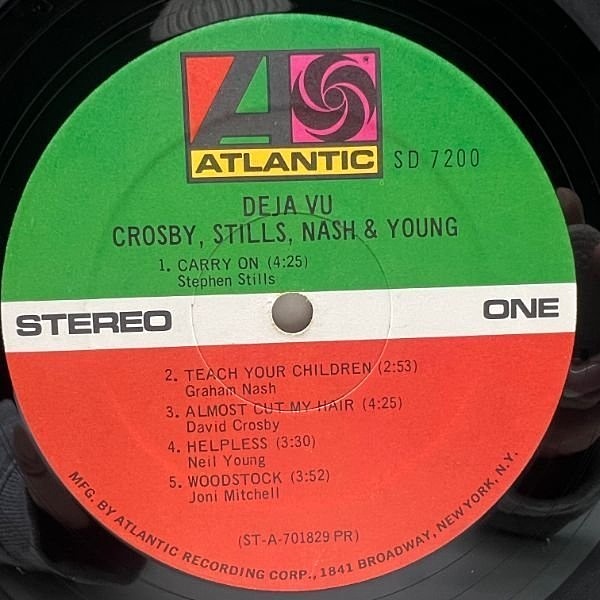 ATLANTIC SD 7200
DEJA VU
CROSBY, STILLS, NASH & YOUNG
1. CARRY ON (4:25)
Stephen Stills
STEREO ONE
2. TEACH YOUR CHILDREN (2:53)
Graham Nash
3. ALMOST CUT MY HAIR (4:25)
David Crosby
4. HELPLESS (3:30)
Neil Young
5. WOODSTOCK (3:52)
Joni Mitchell
(ST-A-701829 PR)
MFG. BY ATLANTIC RECORDING CORP., 1841 BROADWAY, NEW YORK, N.Y.